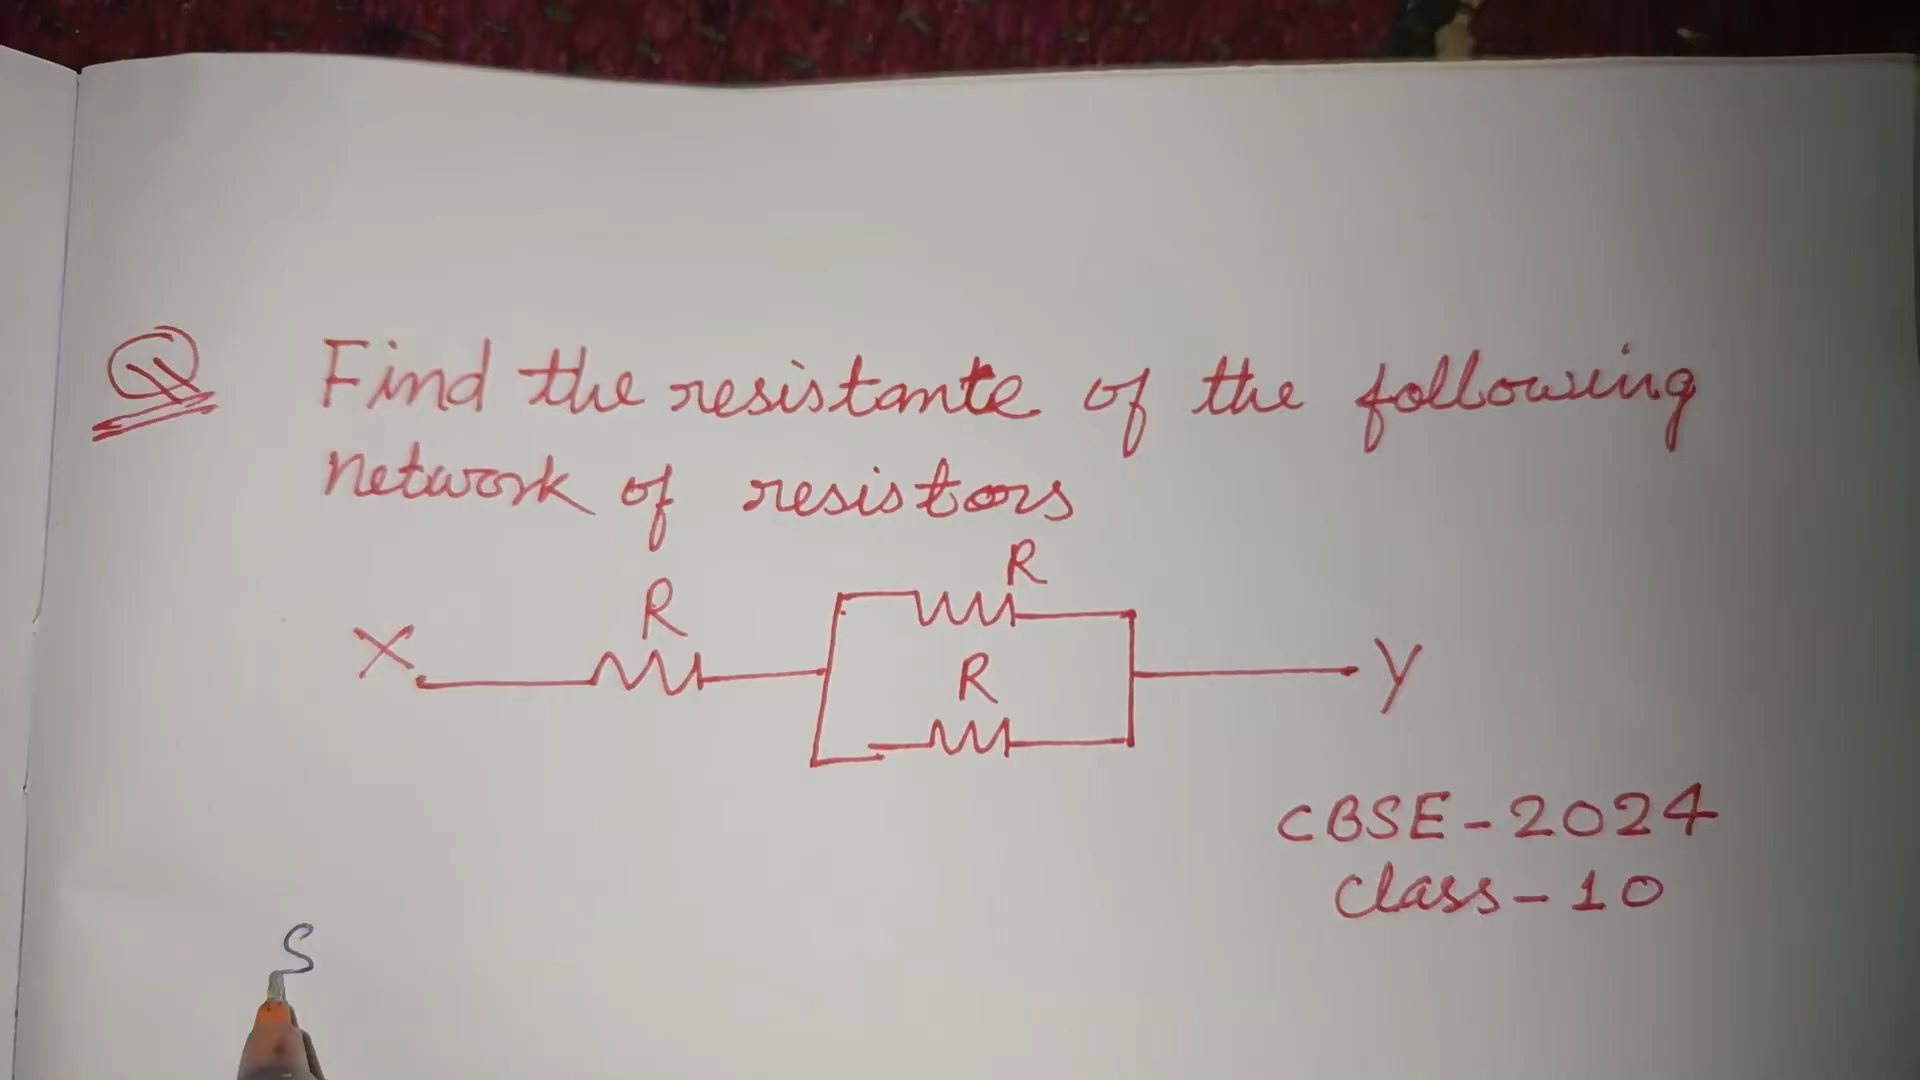 Q Find the resistante of the following
network of resistors
R
R
X
R
Y
CBSE-2024
Class-10
S